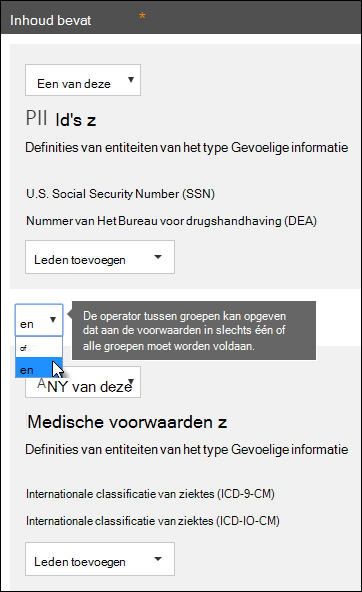 Inhoud bevat *
Een van deze
PII Id's z
Definities van entiteiten van het type Gevoelige informatie
U.S. Social Security Number (SSN)
Nummer van Het Bureau voor drugshandhaving (DEA)
Leden toevoegen
en
De operator tussen groepen kan opgeven
dat aan de voorwaarden in slechts één of
alle groepen moet worden voldaan.
of
en
ANY van deze
Medische voorwaarden z
Definities van entiteiten van het type Gevoelige informatie
Internationale classificatie van ziektes (ICD-9-CM)
Internationale classificatie van ziektes (ICD-IO-CM)
Leden toevoegen